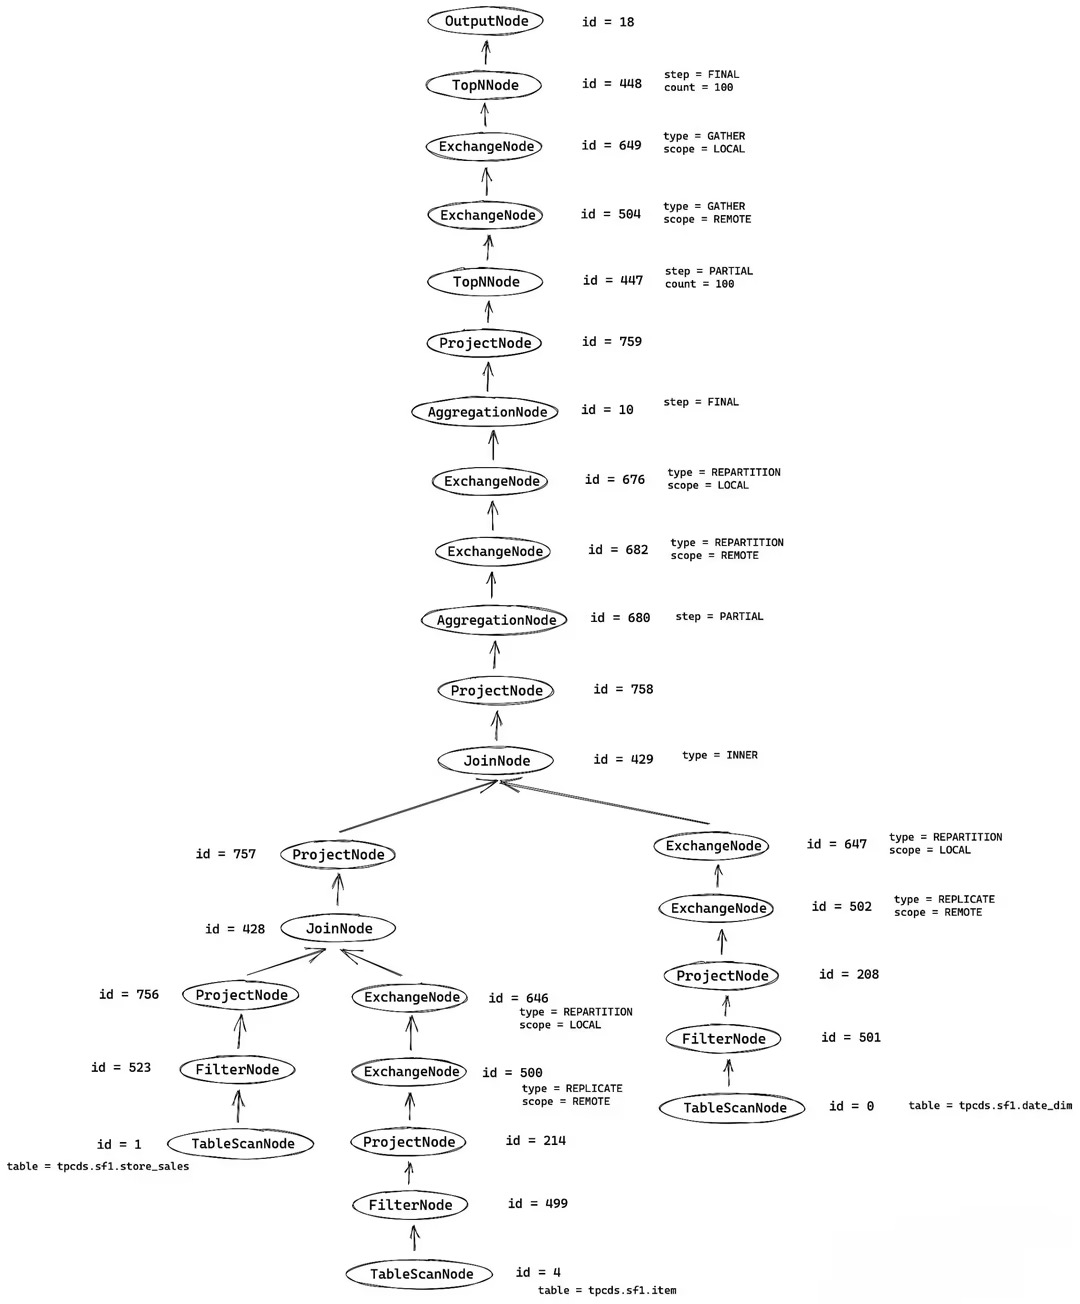 OutputNode id = 18
TopNNode id = 448 step = FINAL
count = 100
ExchangeNode id = 649 type = GATHER
scope = LOCAL
ExchangeNode id = 504 type = GATHER
scope = REMOTE
TopNNode id = 447 step = PARTIAL
count = 100
ProjectNode id = 759
AggregationNode id = 10 step = FINAL
ExchangeNode id = 676 type = REPARTITION
scope = LOCAL
ExchangeNode id = 682 type = REPARTITION
scope = REMOTE
AggregationNode id = 680 step = PARTIAL
ProjectNode id = 758
JoinNode id = 429 type = INNER
id = 757 ProjectNode
id = 428 JoinNode
id = 756 ProjectNode
id = 523 FilterNode
id = 1 TableScanNode
table = tpcds.sf1.store_sales
ExchangeNode id = 646
type = REPARTITION
scope = LOCAL
ExchangeNode id = 500
type = REPLICATE
scope = REMOTE
ProjectNode id = 214
FilterNode id = 499
TableScanNode id = 4
table = tpcds.sf1.item
ExchangeNode id = 647 type = REPARTITION
scope = LOCAL
ExchangeNode id = 502 type = REPLICATE
scope = REMOTE
ProjectNode id = 208
FilterNode id = 501
TableScanNode id = 0 table = tpcds.sf1.date_dim